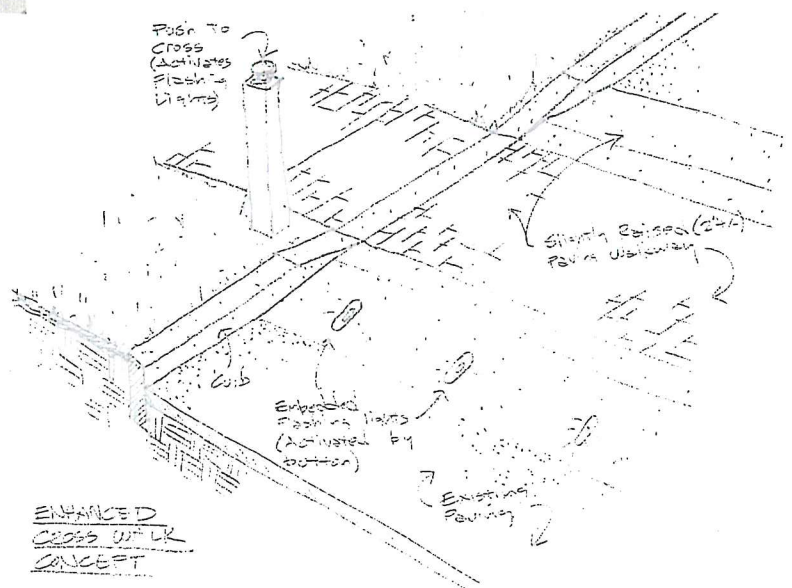 Push To
Cross
(Activates
Flashing
Lights)
Slightly Raised (2"+/-)
Paving Walkway
Curb
Embedded
Flashing lights
(Activated by
button)
Existing
Paving
ENHANCED
CROSS WALK
CONCEPT